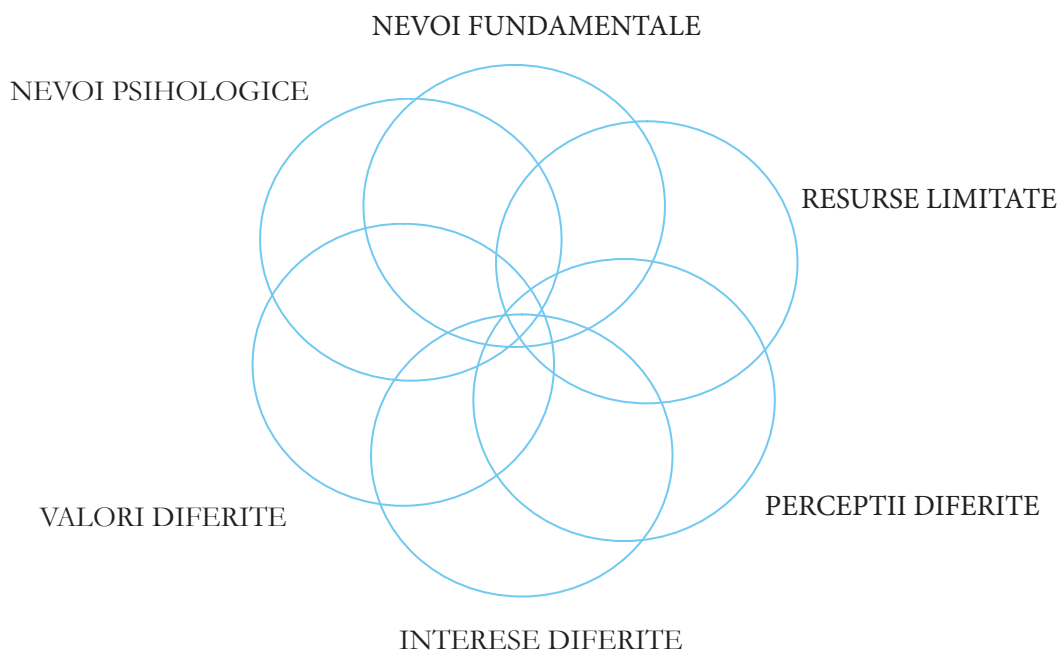 NEVOI FUNDAMENTALE
NEVOI PSIHOLOGICE
RESURSE LIMITATE
VALORI DIFERITE
PERCEPTII DIFERITE
INTERESE DIFERITE